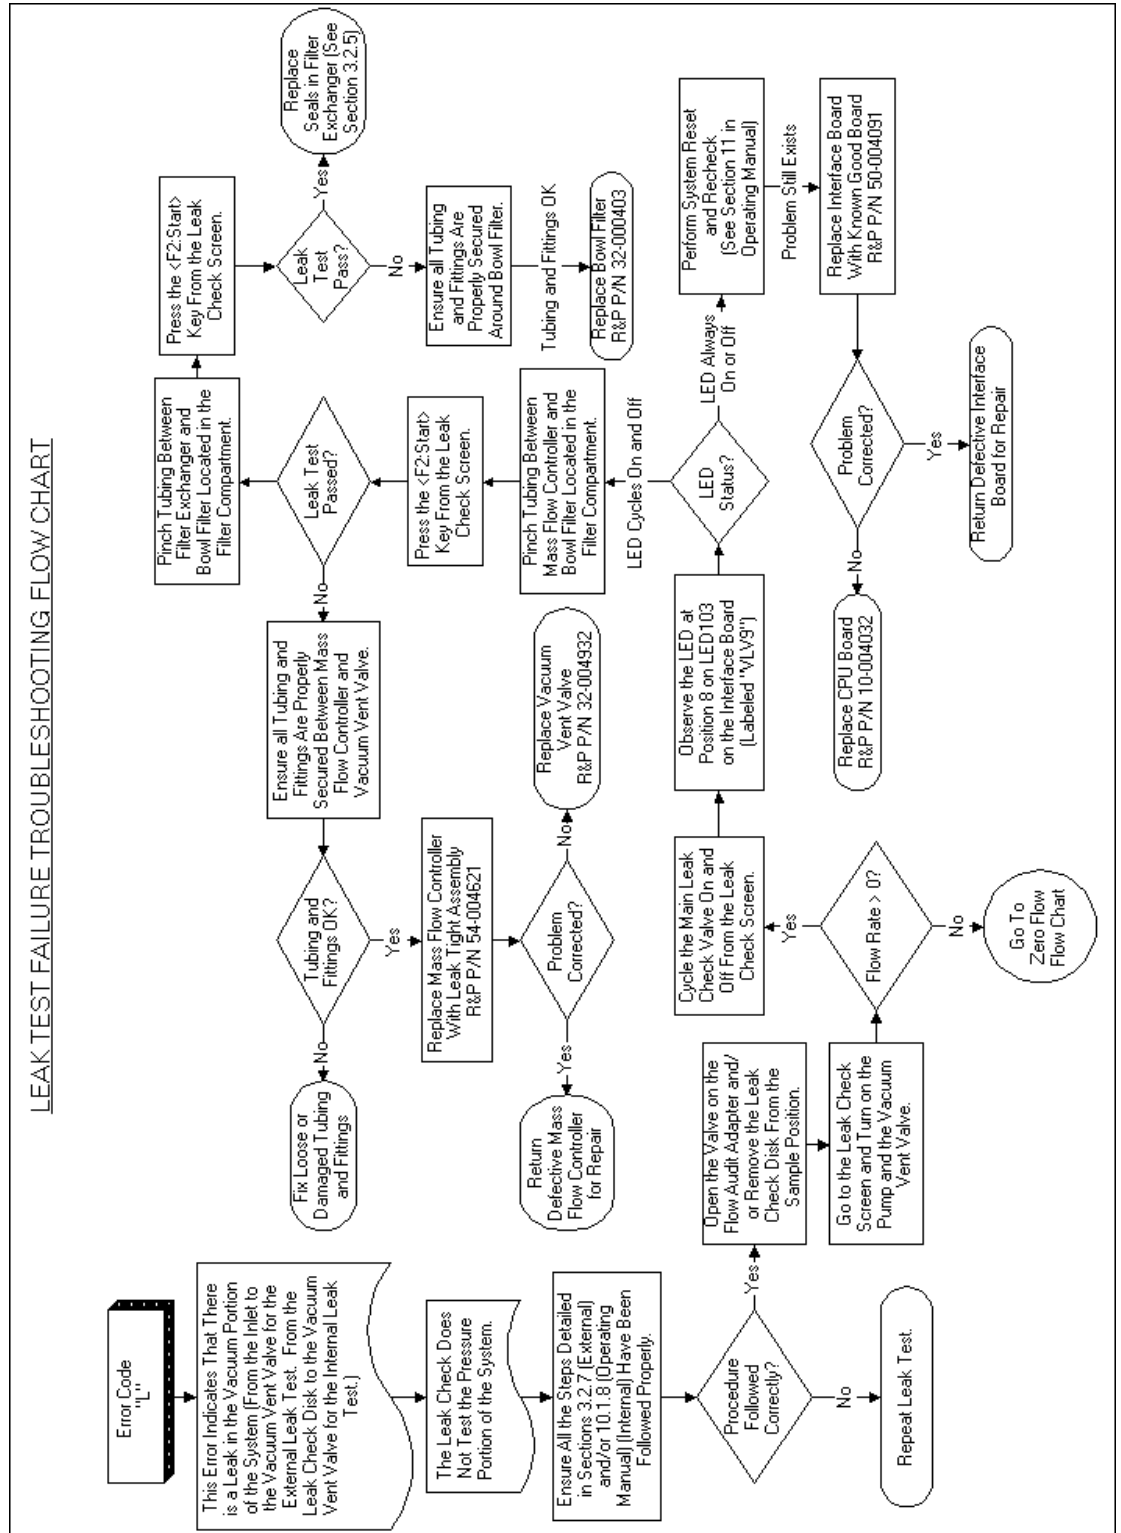 LEAK TEST FAILURE TROUBLESHOOTING FLOW CHART
Error Code
"L"
This Error Indicates That There
is a Leak in the Vacuum Portion
of the System (From the Inlet to
the Vacuum Vent Valve for the
External Leak Test. From the
Leak Check Disk to the Vacuum
Vent Valve for the Internal Leak
Test.)
The Leak Check Does
Not Test the Pressure
Portion of the System.
Ensure All the Steps Detailed
in Sections 3.2.7 (External)
and/or 10.1.8 (Operating
Manual) (Internal) Have Been
Followed Properly.
Procedure
Followed
Correctly?
No
Repeat Leak Test.
Yes
Open the Valve on the
Flow Audit Adapter and/
or Remove the Leak
Check Disk From the
Sample Position.
Go to the Leak Check
Screen and Turn on the
Pump and the Vacuum
Vent Valve.
Flow Rate > 0?
No
Go To
Zero Flow
Flow Chart
Yes
Cycle the Main Leak
Check Valve On and
Off From the Leak
Check Screen.
Observe the LED at
Position 8 on LED103
on the Interface Board
(Labeled "VLV9")
LED
Status?
LED Always
On or Off
Perform System Reset
and Recheck
(See Section 11 in
Operating Manual)
Problem Still Exists
Replace Interface Board
With Known Good Board
R&P P/N 50-004091
Problem
Corrected?
Yes
Return Defective Interface
Board for Repair
No
Replace CPU Board
R&P P/N 10-004032
LED Cycles On and Off
Pinch Tubing Between
Mass Flow Controller and
Bowl Filter Located in the
Filter Compartment.
Press the <F2:Start>
Key From the Leak
Check Screen.
Leak Test
Passed?
No
Ensure all Tubing and
Fittings Are Properly
Secured Between Mass
Flow Controller and
Vacuum Vent Valve.
Tubing and
Fittings OK?
No
Fix Loose or
Damaged Tubing
and Fittings
Yes
Replace Mass Flow Controller
With Leak Tight Assembly
R&P P/N 54-004621
Problem
Corrected?
Yes
Return
Defective Mass
Flow Controller
for Repair
No
Replace Vacuum
Vent Valve
R&P P/N 32-004932
Pinch Tubing Between
Filter Exchanger and
Bowl Filter Located in the
Filter Compartment.
Press the <F2:Start>
Key From the Leak
Check Screen.
Leak
Test
Pass?
Yes
Replace
Seals in Filter
Exchanger (See
Section 3.2.5)
No
Ensure all Tubing
and Fittings Are
Properly Secured
Around Bowl Filter.
Tubing and Fittings OK
Replace Bowl Filter
R&P P/N 32-000403